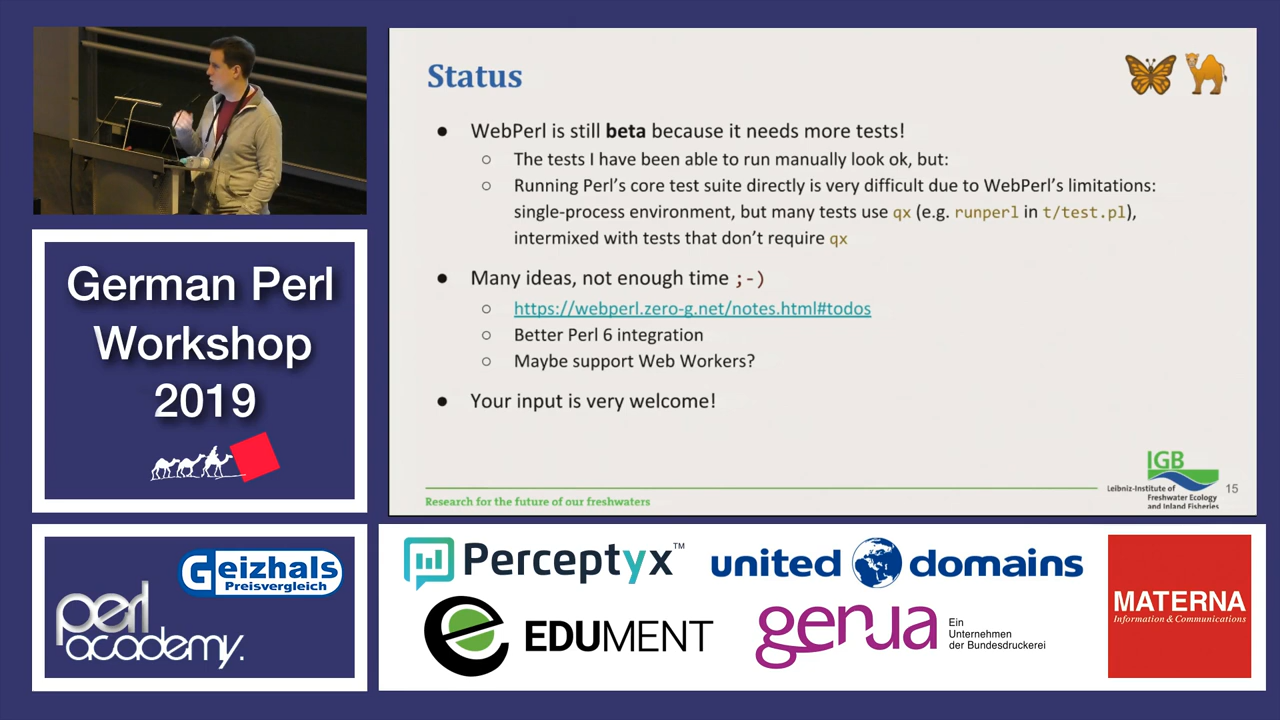 Status
● WebPerl is still beta because it needs more tests!
○ The tests I have been able to run manually look ok, but:
○ Running Perl’s core test suite directly is very difficult due to WebPerl’s limitations:
single-process environment, but many tests use qx (e.g. runperl in t/test.pl),
intermixed with tests that don’t require qx
● Many ideas, not enough time ;-)
○ https://webperl.zero-g.net/notes.html#todos
○ Better Perl 6 integration
○ Maybe support Web Workers?
● Your input is very welcome!
Research for the future of our freshwaters
IGB
Leibniz-Institute of
Freshwater Ecology
and Inland Fisheries
15
German Perl
Workshop
2019
Geizhals
Preisvergleich
perl
academy.
Perceptyx™
united domains
EDUMENT
genua
Ein
Unternehmen
der Bundesdruckerei
MATERNA
Information & Communications